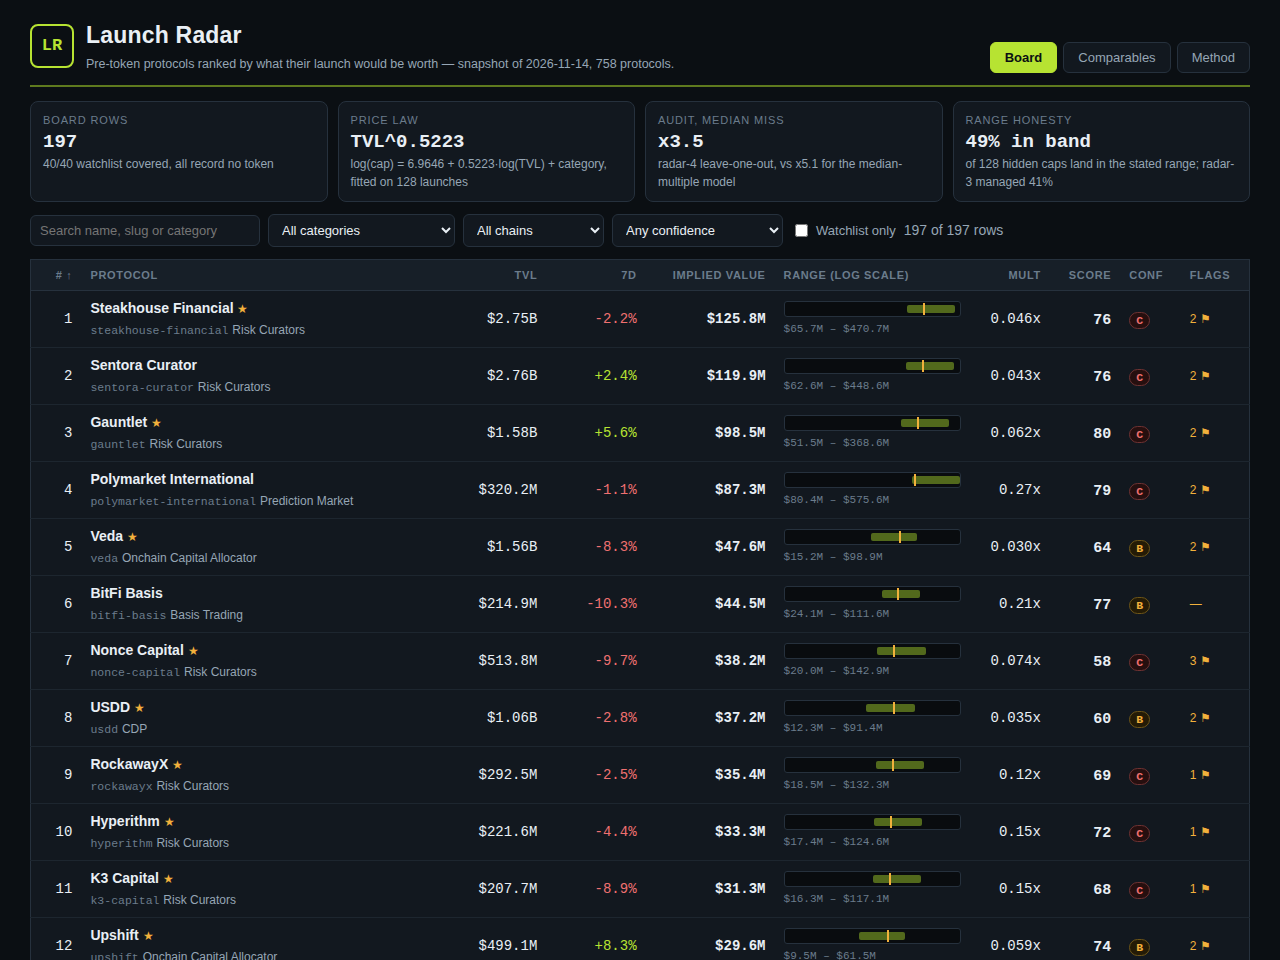 LR
Launch Radar
Pre-token protocols ranked by what their launch would be worth — snapshot of 2026-11-14, 758 protocols.
Board
Comparables
Method
BOARD ROWS
197
40/40 watchlist covered, all record no token
PRICE LAW
TVL^0.5223
log(cap) = 6.9646 + 0.5223·log(TVL) + category,
fitted on 128 launches
AUDIT, MEDIAN MISS
x3.5
radar-4 leave-one-out, vs x5.1 for the median-
multiple model
RANGE HONESTY
49% in band
of 128 hidden caps land in the stated range; radar-
3 managed 41%
Search name, slug or category
All categories
All chains
Any confidence
Watchlist only
197 of 197 rows
# ↑ PROTOCOL TVL 7D IMPLIED VALUE RANGE (LOG SCALE) MULT SCORE CONF FLAGS
1 Steakhouse Financial ★ $2.75B -2.2% $125.8M 0.046x 76 C 2 ⚑
steakhouse-financial Risk Curators $65.7M – $470.7M
2 Sentora Curator $2.76B +2.4% $119.9M 0.043x 76 C 2 ⚑
sentora-curator Risk Curators $62.6M – $448.6M
3 Gauntlet ★ $1.58B +5.6% $98.5M 0.062x 80 C 2 ⚑
gauntlet Risk Curators $51.5M – $368.6M
4 Polymarket International $320.2M -1.1% $87.3M 0.27x 79 C 2 ⚑
polymarket-international Prediction Market $80.4M – $575.6M
5 Veda ★ $1.56B -8.3% $47.6M 0.030x 64 B 2 ⚑
veda Onchain Capital Allocator $15.2M – $98.9M
6 BitFi Basis $214.9M -10.3% $44.5M 0.21x 77 B —
bitfi-basis Basis Trading $24.1M – $111.6M
7 Nonce Capital ★ $513.8M -9.7% $38.2M 0.074x 58 C 3 ⚑
nonce-capital Risk Curators $20.0M – $142.9M
8 USDD ★ $1.06B -2.8% $37.2M 0.035x 60 B 2 ⚑
usdd CDP $12.3M – $91.4M
9 RockawayX ★ $292.5M -2.5% $35.4M 0.12x 69 C 1 ⚑
rockawayx Risk Curators $18.5M – $132.3M
10 Hyperithm ★ $221.6M -4.4% $33.3M 0.15x 72 C 1 ⚑
hyperithm Risk Curators $17.4M – $124.6M
11 K3 Capital ★ $207.7M -8.9% $31.3M 0.15x 68 C 1 ⚑
k3-capital Risk Curators $16.3M – $117.1M
12 Upshift ★ $499.1M +8.3% $29.6M 0.059x 74 B 2 ⚑
upshift Onchain Capital Allocator $9.5M – $61.5M